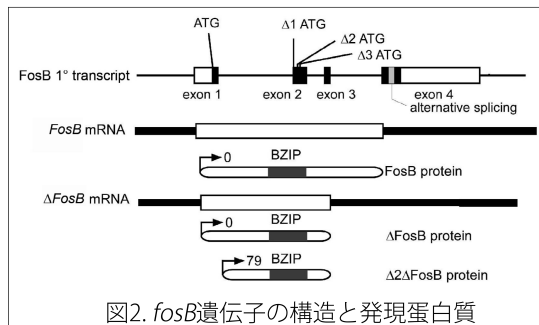 ATG
Δ1 ATG
Δ2 ATG
Δ3 ATG
FosB 1° transcript
exon 1
exon 2
exon 3
exon 4
alternative splicing
FosB mRNA
0
BZIP
FosB protein
ΔFosB mRNA
0
BZIP
ΔFosB protein
79
BZIP
Δ2ΔFosB protein
図2. fosB遺伝子の構造と発現蛋白質